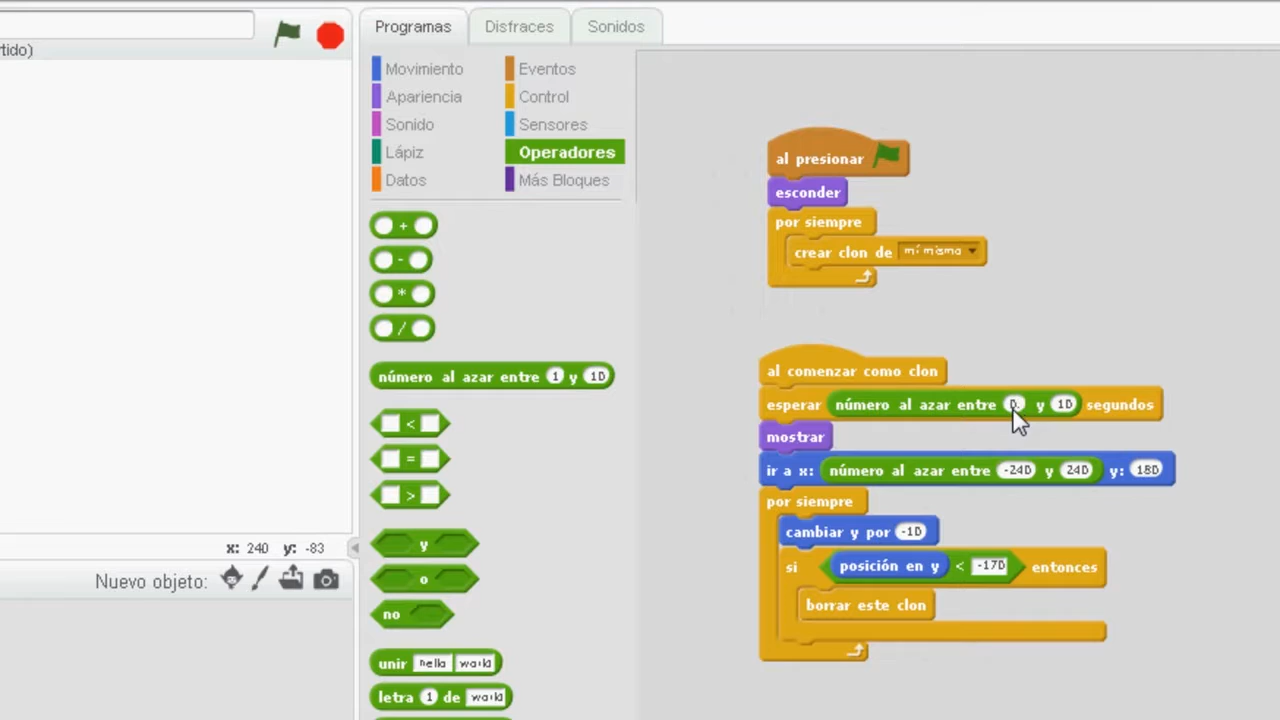 Programas Disfraces Sonidos
tido)
Movimiento Eventos
Apariencia Control
Sonido Sensores
Lápiz Operadores
Datos Más Bloques
+
-
*
/
número al azar entre 1 y 10
<
=
>
y
o
no
unir hello world
letra 1 de world
x: 240 y: -83
Nuevo objeto:
al presionar
esconder
por siempre
crear clon de mí mismo
al comenzar como clon
esperar número al azar entre 0. y 10 segundos
mostrar
ir a x: número al azar entre -240 y 240 y: 180
por siempre
cambiar y por -10
si posición en y < -170 entonces
borrar este clon